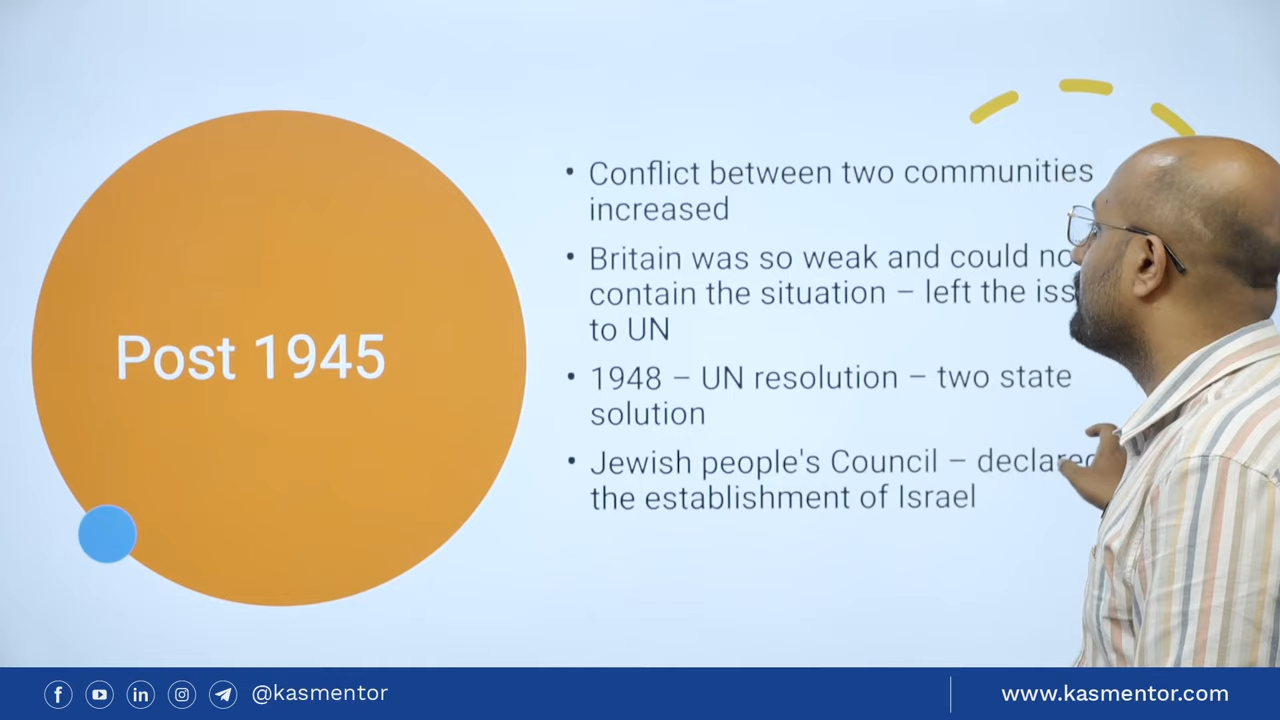 Post 1945
• Conflict between two communities
increased
• Britain was so weak and could
contain the situation – left the
to UN
• 1948 – UN resolution – two state
solution
• Jewish people's Council – declared
the establishment of Israel
@kasmentor
www.kasmentor.com